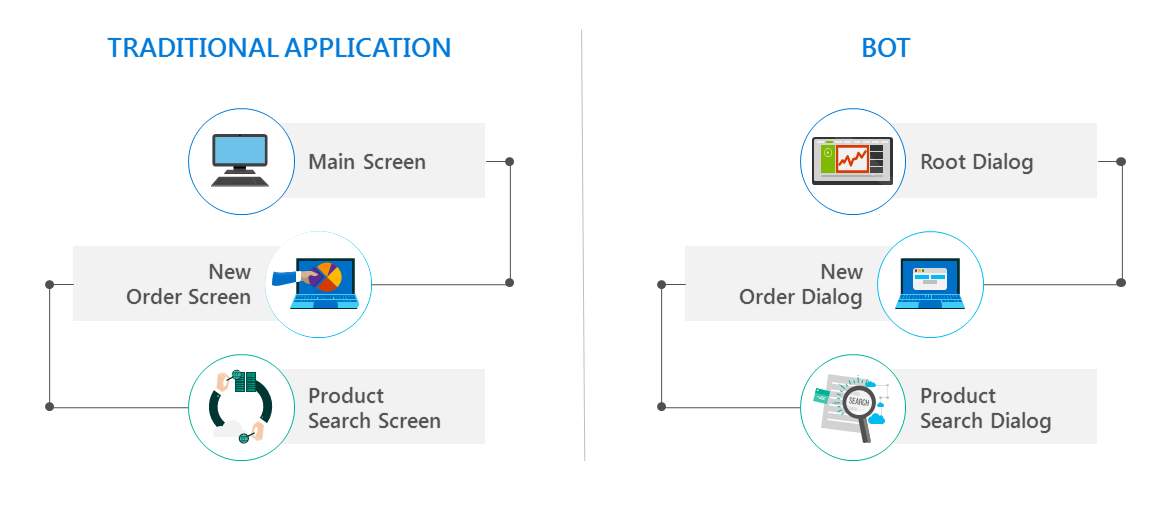 TRADITIONAL APPLICATION
Main Screen
New
Order Screen
Product
Search Screen
BOT
Root Dialog
New
Order Dialog
SEARCH
Product
Search Dialog